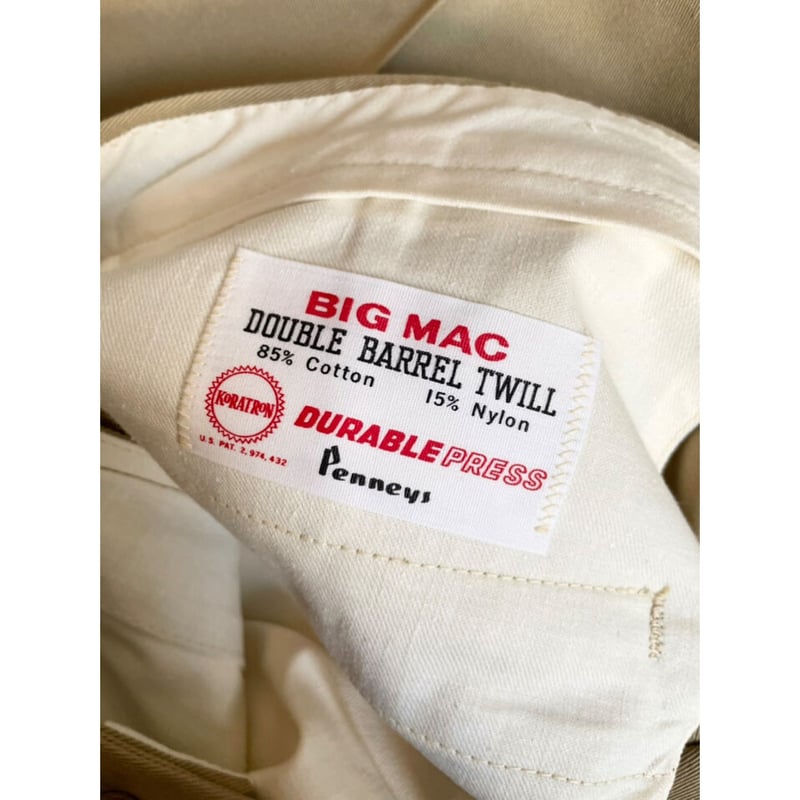 BIG MAC
DOUBLE BARREL TWILL
85% Cotton 15% Nylon
KORATRON
U.S. PAT. 2,974,432
DURABLE PRESS
Penneys